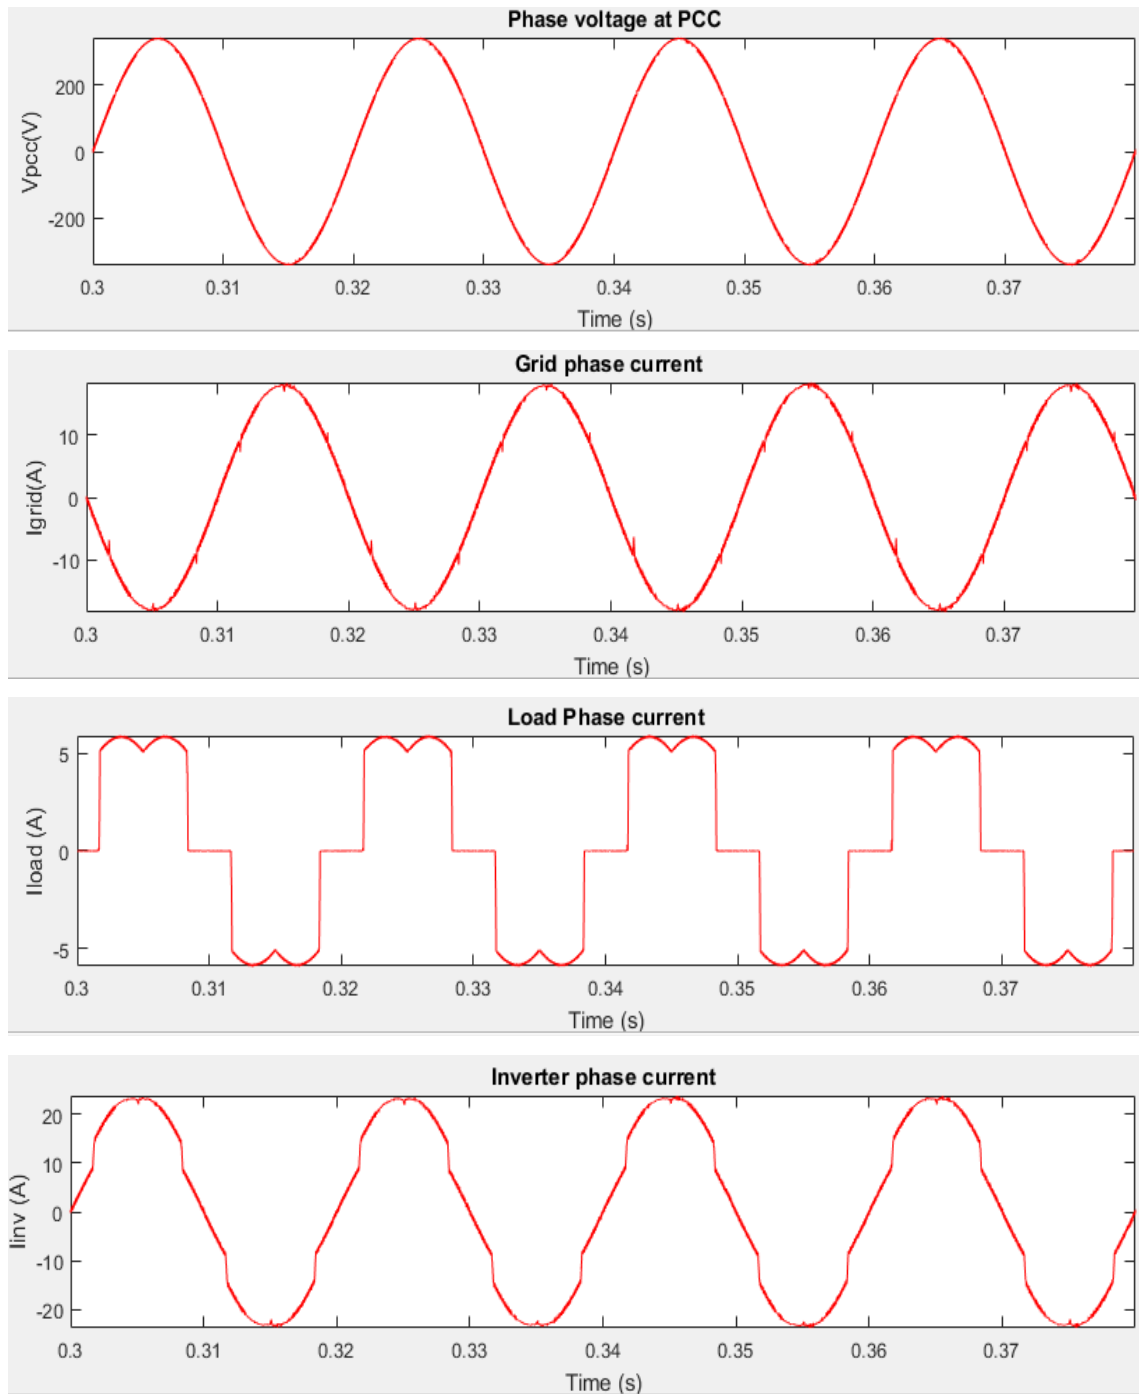 Phase voltage at PCC
Vpcc(V)
200
0
-200
0.3 0.31 0.32 0.33 0.34 0.35 0.36 0.37
Time (s)
Grid phase current
Igrid(A)
10
0
-10
0.3 0.31 0.32 0.33 0.34 0.35 0.36 0.37
Time (s)
Load Phase current
Iload (A)
5
0
-5
0.3 0.31 0.32 0.33 0.34 0.35 0.36 0.37
Time (s)
Inverter phase current
Iinv (A)
20
10
0
-10
-20
0.3 0.31 0.32 0.33 0.34 0.35 0.36 0.37
Time (s)